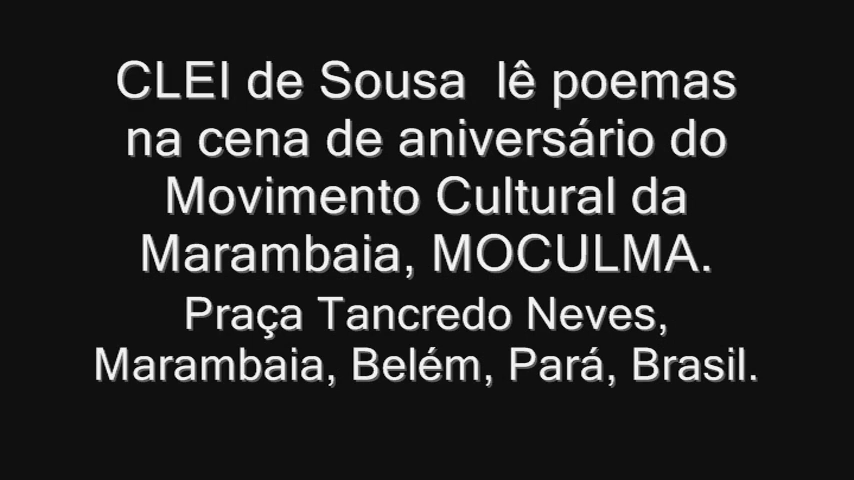 CLEI de Sousa lê poemas
na cena de aniversário do
Movimento Cultural da
Marambaia, MOCULMA.
Praça Tancredo Neves,
Marambaia, Belém, Pará, Brasil.